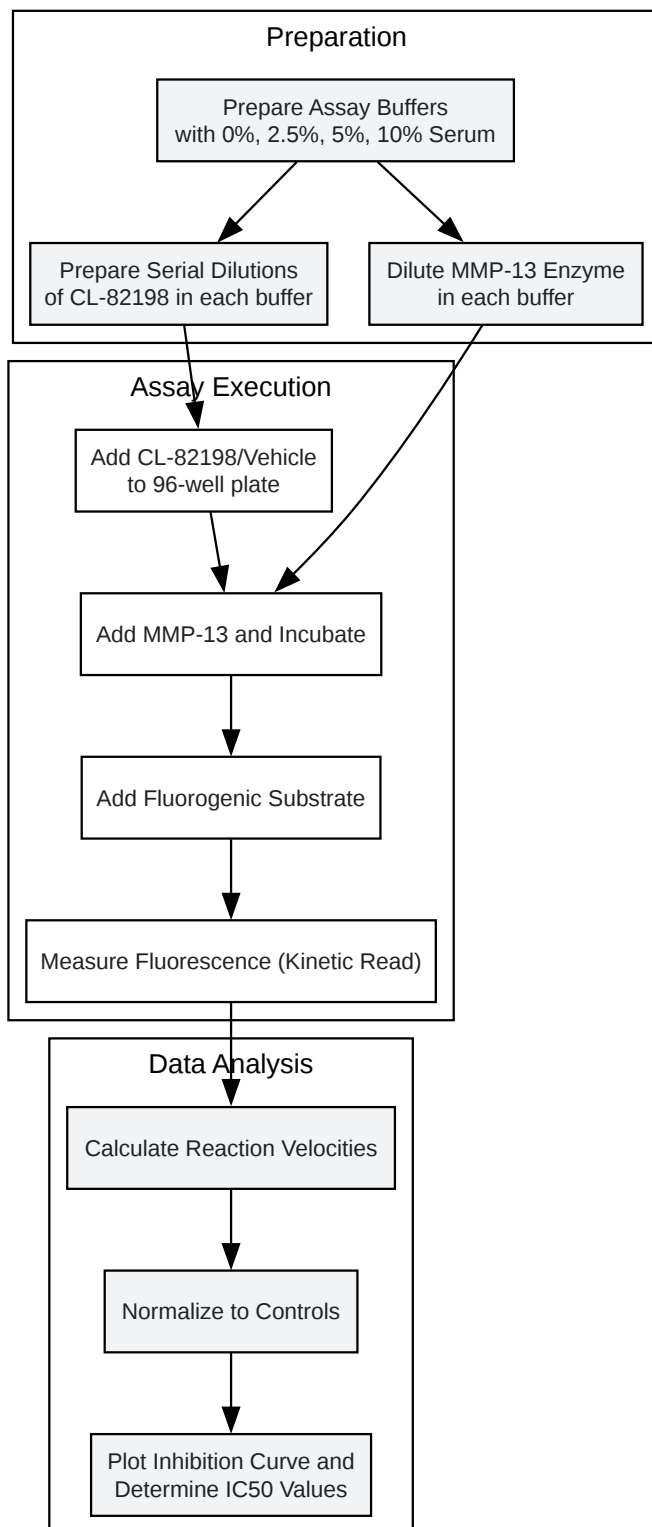 Preparation
Prepare Assay Buffers
with 0%, 2.5%, 5%, 10% Serum
Prepare Serial Dilutions
of CL-82198 in each buffer
Dilute MMP-13 Enzyme
in each buffer
Assay Execution
Add CL-82198/Vehicle
to 96-well plate
Add MMP-13 and Incubate
Add Fluorogenic Substrate
Measure Fluorescence (Kinetic Read)
Data Analysis
Calculate Reaction Velocities
Normalize to Controls
Plot Inhibition Curve and
Determine IC50 Values